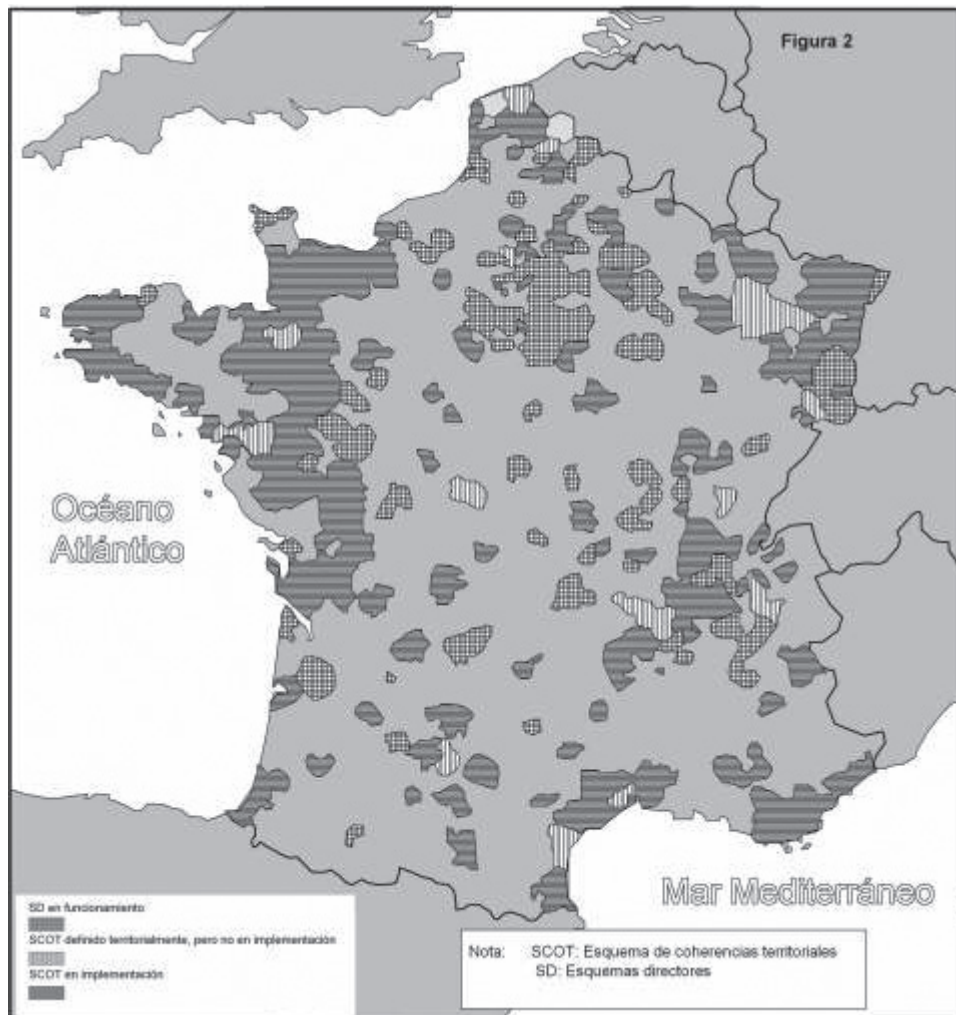 Figura 2
Océano
Atlántico
Mar Mediterráneo
SD en funcionamiento
SCOT definido territorialmente, pero no en implementación
SCOT en implementación
Nota: SCOT: Esquema de coherencias territoriales
SD: Esquemas directores